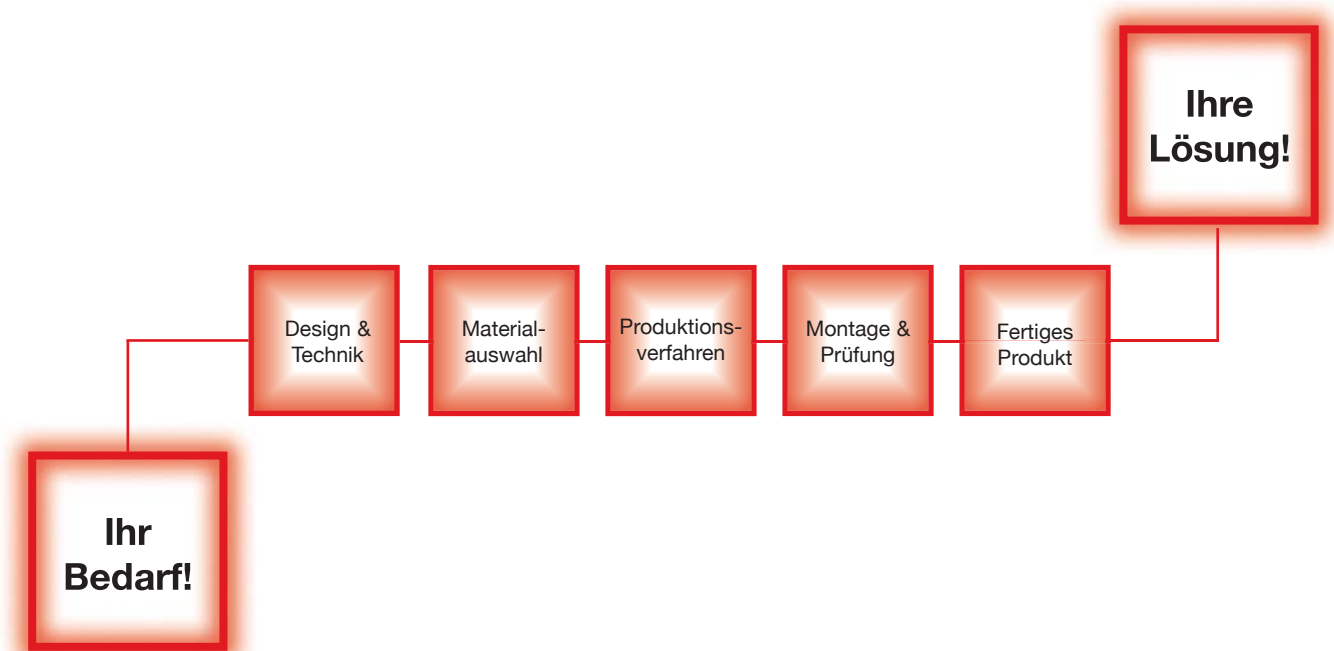 Ihre
Lösung!
Design &
Technik
Material-
auswahl
Produktions-
verfahren
Montage &
Prüfung
Fertiges
Produkt
Ihr
Bedarf!